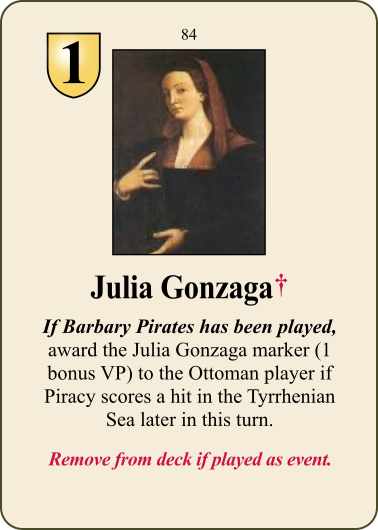 84
1
Julia Gonzaga†
If Barbary Pirates has been played,
award the Julia Gonzaga marker (1
bonus VP) to the Ottoman player if
Piracy scores a hit in the Tyrrhenian
Sea later in this turn.
Remove from deck if played as event.